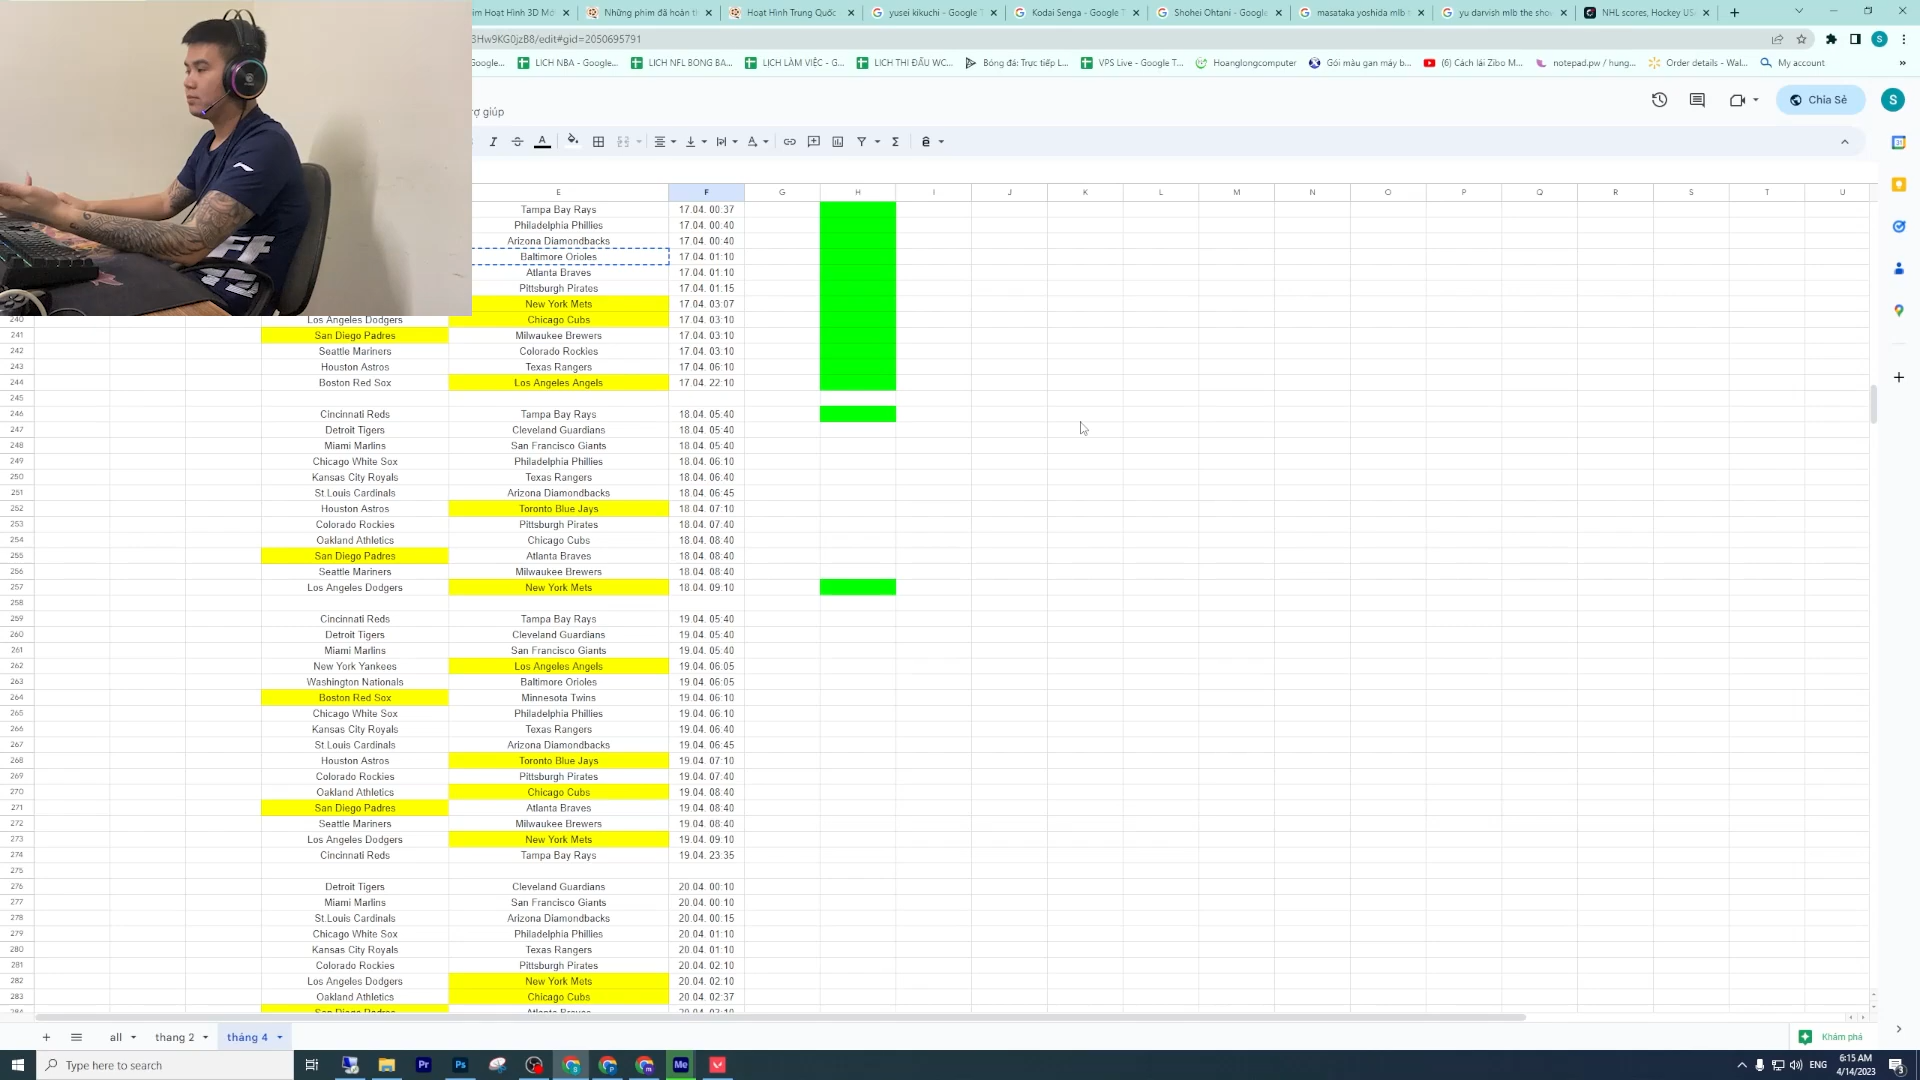 im Hoạt Hình 3D Mớ
Những phim đã hoàn t
Hoạt Hình Trung Quốc
yusei kikuchi - Google T
Kodai Senga - Google T
Shohei Ohtani - Google
masataka yoshida mlb t
yu darvish mlb the shov
NHL scores, Hockey US
3Hw9KG0jzB8/edit#gid=2050695791
Google...
LICH NBA - Google...
LICH NFL BONG BA...
LỊCH LÀM VIỆC - G...
LỊCH THI ĐẤU WC...
Bóng đá: Trực tiếp L...
VPS Live - Google T...
Hoanglongcomputer
Gói màu gan máy b...
(6) Cách lái Zibo M...
notepad.pw / hung...
Order details - Wal...
My account
rợ giúp
Chia Sẻ
S
E F G H I J K L M N O P Q R S T U
Tampa Bay Rays 17.04. 00:37
Philadelphia Phillies 17.04. 00:40
Arizona Diamondbacks 17.04. 00:40
Baltimore Orioles 17.04. 01:10
Atlanta Braves 17.04. 01:10
Pittsburgh Pirates 17.04. 01:15
New York Mets 17.04. 03:07
240 Los Angeles Dodgers Chicago Cubs 17.04. 03:10
241 San Diego Padres Milwaukee Brewers 17.04. 03:10
242 Seattle Mariners Colorado Rockies 17.04. 03:10
243 Houston Astros Texas Rangers 17.04. 06:10
244 Boston Red Sox Los Angeles Angels 17.04. 22:10
245
246 Cincinnati Reds Tampa Bay Rays 18.04. 05:40
247 Detroit Tigers Cleveland Guardians 18.04. 05:40
248 Miami Marlins San Francisco Giants 18.04. 05:40
249 Chicago White Sox Philadelphia Phillies 18.04. 06:10
250 Kansas City Royals Texas Rangers 18.04. 06:40
251 St.Louis Cardinals Arizona Diamondbacks 18.04. 06:45
252 Houston Astros Toronto Blue Jays 18.04. 07:10
253 Colorado Rockies Pittsburgh Pirates 18.04. 07:40
254 Oakland Athletics Chicago Cubs 18.04. 08:40
255 San Diego Padres Atlanta Braves 18.04. 08:40
256 Seattle Mariners Milwaukee Brewers 18.04. 08:40
257 Los Angeles Dodgers New York Mets 18.04. 09:10
258
259 Cincinnati Reds Tampa Bay Rays 19.04. 05:40
260 Detroit Tigers Cleveland Guardians 19.04. 05:40
261 Miami Marlins San Francisco Giants 19.04. 05:40
262 New York Yankees Los Angeles Angels 19.04. 06:05
263 Washington Nationals Baltimore Orioles 19.04. 06:05
264 Boston Red Sox Minnesota Twins 19.04. 06:10
265 Chicago White Sox Philadelphia Phillies 19.04. 06:10
266 Kansas City Royals Texas Rangers 19.04. 06:40
267 St.Louis Cardinals Arizona Diamondbacks 19.04. 06:45
268 Houston Astros Toronto Blue Jays 19.04. 07:10
269 Colorado Rockies Pittsburgh Pirates 19.04. 07:40
270 Oakland Athletics Chicago Cubs 19.04. 08:40
271 San Diego Padres Atlanta Braves 19.04. 08:40
272 Seattle Mariners Milwaukee Brewers 19.04. 08:40
273 Los Angeles Dodgers New York Mets 19.04. 09:10
274 Cincinnati Reds Tampa Bay Rays 19.04. 23:35
275
276 Detroit Tigers Cleveland Guardians 20.04. 00:10
277 Miami Marlins San Francisco Giants 20.04. 00:10
278 St.Louis Cardinals Arizona Diamondbacks 20.04. 00:15
279 Chicago White Sox Philadelphia Phillies 20.04. 01:10
280 Kansas City Royals Texas Rangers 20.04. 01:10
281 Colorado Rockies Pittsburgh Pirates 20.04. 02:10
282 Los Angeles Dodgers New York Mets 20.04. 02:10
283 Oakland Athletics Chicago Cubs 20.04. 02:37
284 San Diego Padres Atlanta Braves 20.04. 03:10
all
thang 2
tháng 4
Khám phá
Type here to search
ENG
6:15 AM
4/14/2023